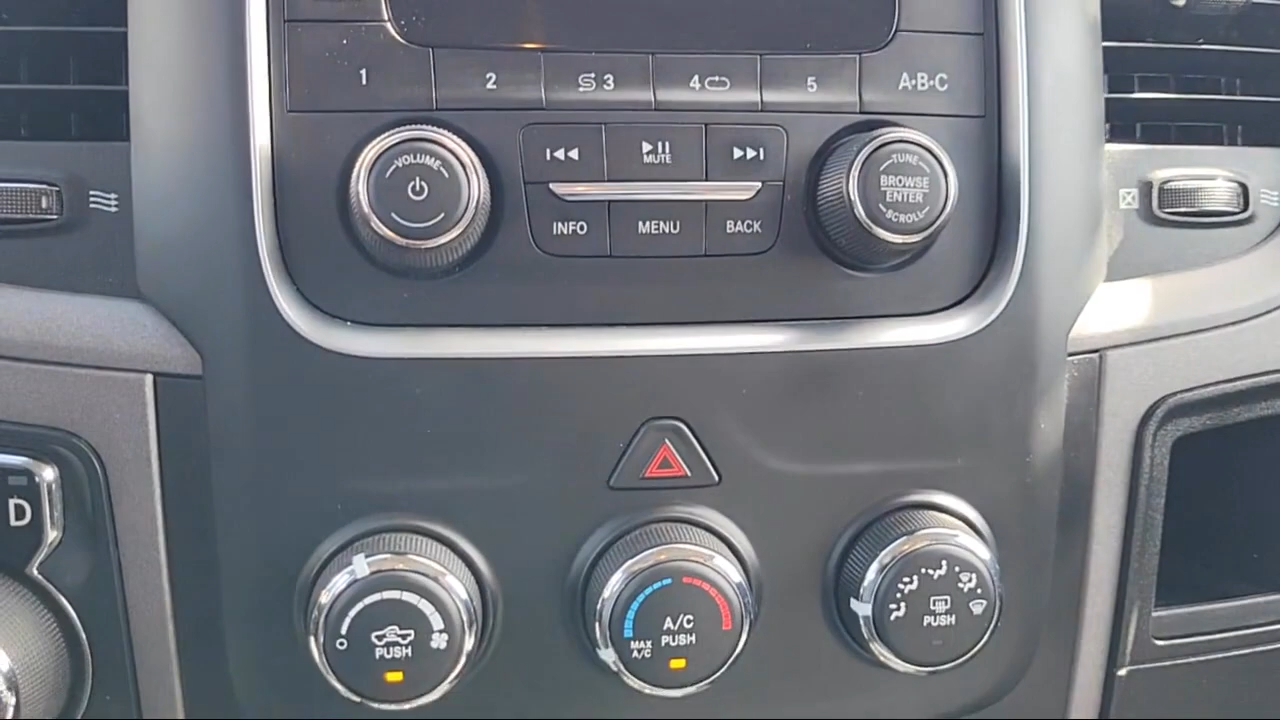 1
2
3
4
5
A·B·C
VOLUME
MUTE
INFO
MENU
BACK
TUNE
BROWSE
ENTER
SCROLL
D
O
PUSH
A/C
PUSH
MAX
A/C
PUSH